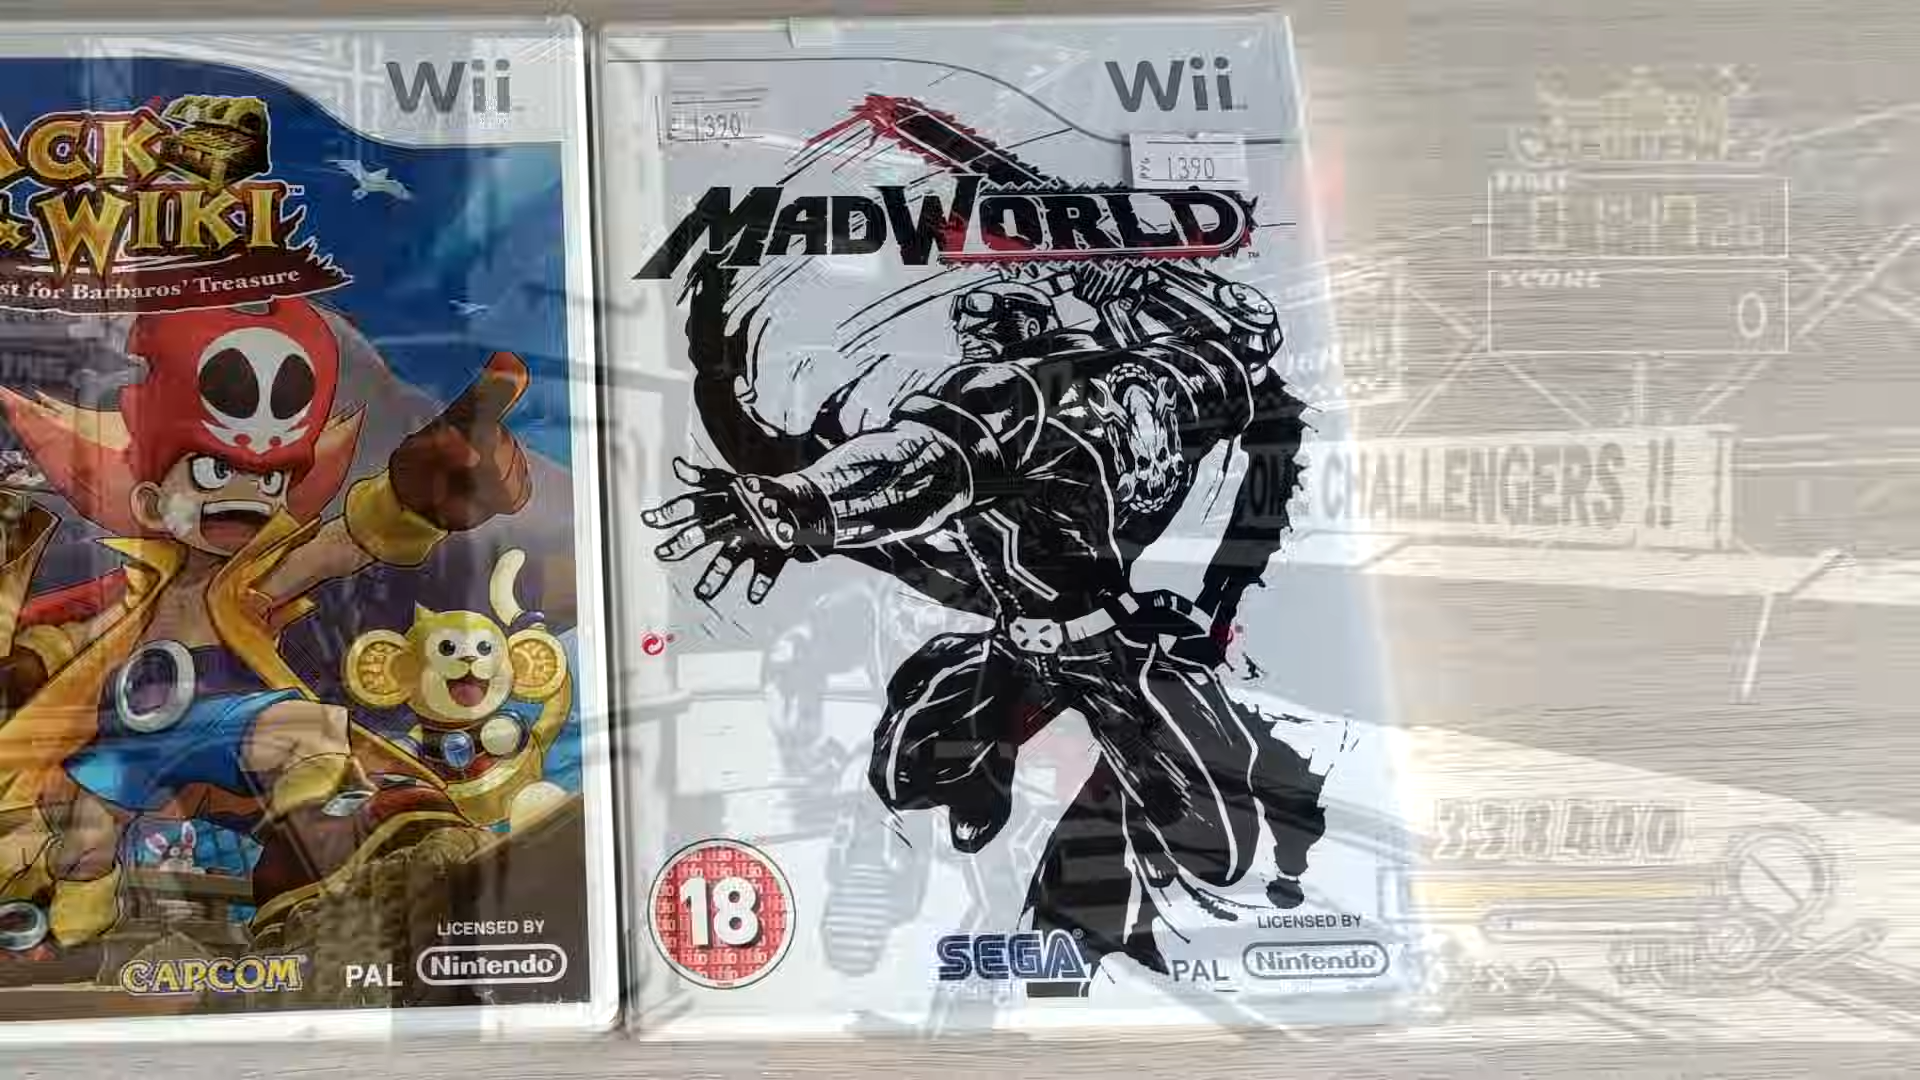 Wii
ACK
& WIKI
st for Barbaros' Treasure
LICENSED BY
CAPCOM
PAL
Nintendo
Wii
1390
руб 1390
MADWORLD
18
SEGA
LICENSED BY
PAL
Nintendo
SCORE
0
CHALLENGERS !!